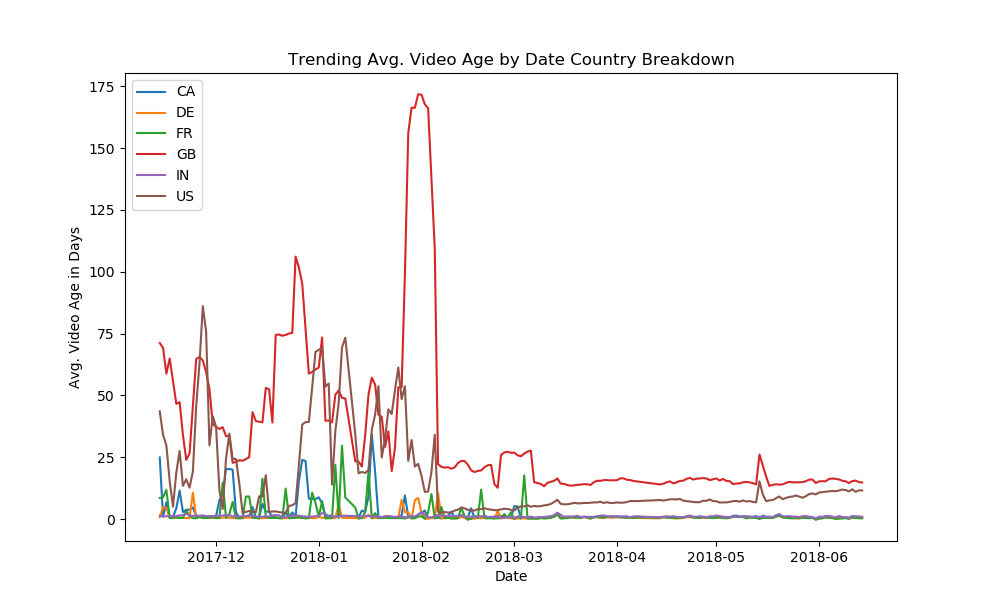 Trending Avg. Video Age by Date Country Breakdown
CA
DE
FR
GB
IN
US
175
150
125
100
75
50
25
0
Avg. Video Age in Days
2017-12 2018-01 2018-02 2018-03 2018-04 2018-05 2018-06
Date